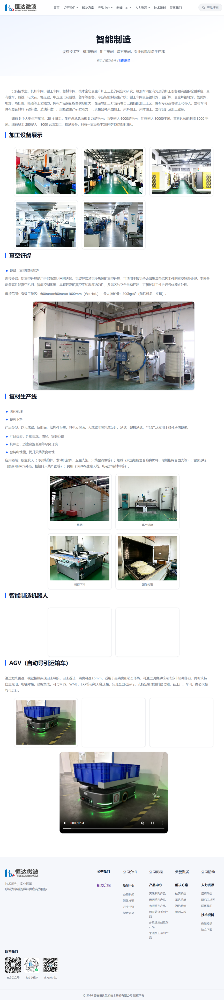 恒达微波
HENGDA MICROWAVE
首页 关于我们 解决方案 产品中心 新闻中心 人力资源 技术资料 联系我们
产品搜索
智能制造
设有技术室、机加车间、钳工车间、复材车间，专业智能制造生产线
首页 / 能力介绍 / 智能制造
设有技术室、机加车间、钳工车间、复材车间。技术室负责生产加工工艺的制定和研究；机加车间配有先进的加工设备和完善的检测手段，具
有数车、数铣、电火花、慢走丝、中走丝以及普铣、普车等设备，专业智能制造生产线；钳工车间具备银钎焊、铝钎焊、真空炉铝钎焊、氩弧焊、
电焊、热处理、喷漆等工艺能力，拥有产品装配综合实现能力，在波导加工方面有着自己独特的加工工艺，拥有专业波导钳工40多人；复材车间
具有复合材料（碳纤维、玻璃纤维）、羰基铁生产研发能力，可承接各种来图加工、来料加工、来样加工、复材设计及加工业务。
拥有 5 个大型生产车间，20 个班组，生产占地总面积 3 万多平米：西安恒达 6000多平米、江苏恒达 10000平米、雷科达智能制造 3000 平
米。现有员工 280多人，1000 台套加工、检测设备，拥有一支经验丰富的技术和管理团队。
加工设备展示
真空钎焊
设备：真空铝钎焊炉
焊接介绍：铝真空钎焊炉用于铝质雷达网格天线、铝波导管及铝换热器的真空钎焊，可适用于锻铝合金薄壁复杂结构工件的真空钎焊处理。本设备
配备高性能真空机组、智能控制系统，具有较高的真空度和温度均匀性，多温区独立全自动控制，可随炉对工件进行气体淬火处理。
焊接范围：有效工作区：600mm×600mm×1000mm（W×H×L）；最大装炉量：800kg/炉（包括料盘、夹具）。
复材生产线
固化处理
裁剪下料
产品类型：以天线罩、反射面、结构件为主，其中反射面、天线罩能够完成设计、测试、整机测试，产品广泛应用于各种通信设施。
产品优势：外形美观、质轻、安装方便
抗冲击，适应高温低寒等恶劣环境
独特电性能，提升天线优良物性
应用领域：航空航天（飞机结构件、发动机部件、卫星支架、火箭整流罩等）；舰载（水面舰船复合隐身桅杆、潜艇指挥台围壳等）；雷达系统
（隐身/低RCS外壳、相控阵天线阵面等）；民用（5G/6G基站天线、电磁屏蔽材料等）。
烘箱
真空烘箱
裁剪下料
固化处理
智能制造机器人
AGV（自动导引运输车）
通过激光雷达、视觉相机实现自主导航、自主避让，精度可达±5mm，适用于高精度和动态环境。可通过调度系统完成多车协同作业。同时支持
自主充电、电梯对接、数据集成，可与MES、WMS、ERP等系统无缝连接，实现全自动运行。支持定制增加其他功能，在工厂、车间、办公大楼
均可运行。
0:00 / 0:34
恒达微波
HENGDA MICROWAVE
技术领先，实业报国
以成为卓越的微波供应商为目标
关于我们 公司介绍 公司历程 荣誉资质 公司活动
能力介绍
新闻中心
公司新闻
媒体报道
行业资讯
学术展会
产品中心
天线系列产品
无源系列产品
有源系列产品
伺服转台系列产
品
分系统集成系列
产品
来图加工系列产
品
解决方案
航天航空
雷达系统
通信系统
检测安检
人力资源
招聘动态
研究生培养
联系我们
技术资料
微波知识
论文下载
联系我们
官方公众号
官方小程序
官方AI小达
© 2026 西安恒达微波技术开发有限公司 版权所有